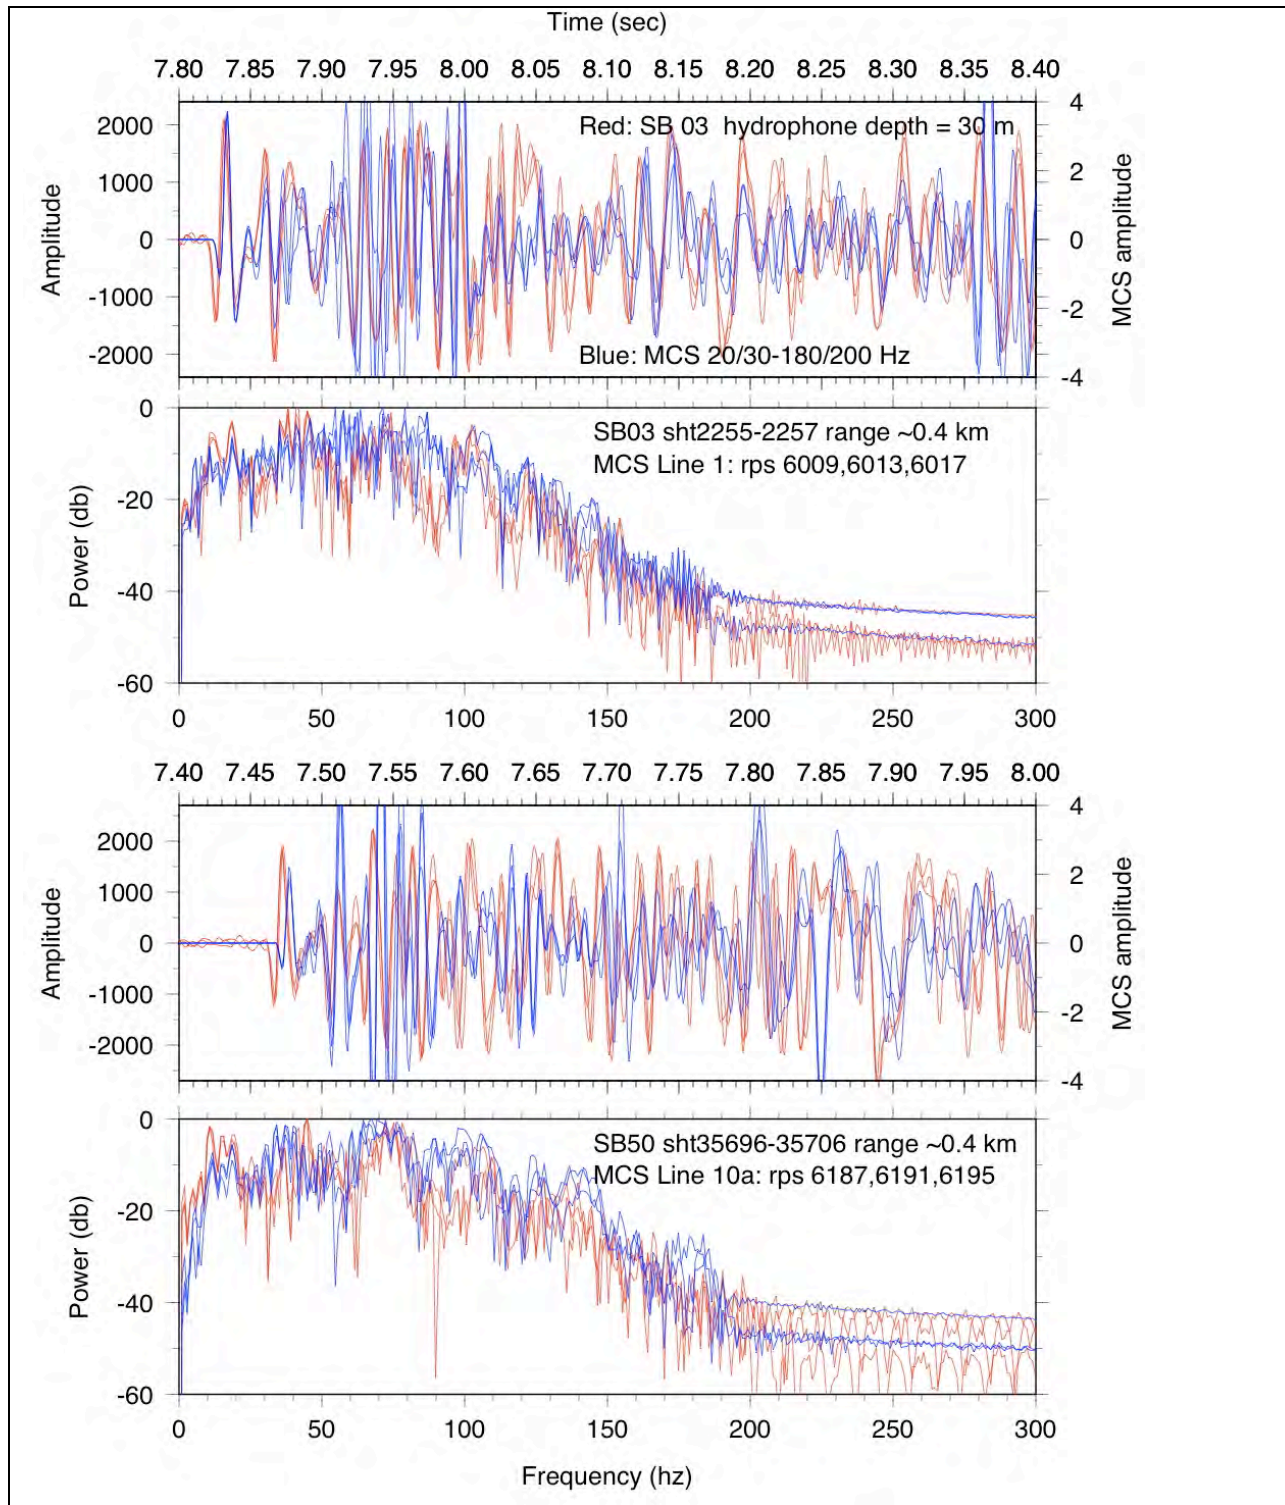 Time (sec)
7.80 7.85 7.90 7.95 8.00 8.05 8.10 8.15 8.20 8.25 8.30 8.35 8.40
2000
1000
0
-1000
-2000
Amplitude
4
2
0
-2
-4
MCS amplitude
Red: SB 03 hydrophone depth = 30 m
Blue: MCS 20/30-180/200 Hz
0
-20
-40
-60
Power (db)
SB03 sht2255-2257 range ~0.4 km
MCS Line 1: rps 6009,6013,6017
0 50 100 150 200 250 300
7.40 7.45 7.50 7.55 7.60 7.65 7.70 7.75 7.80 7.85 7.90 7.95 8.00
2000
1000
0
-1000
-2000
Amplitude
4
2
0
-2
-4
MCS amplitude
0
-20
-40
-60
Power (db)
SB50 sht35696-35706 range ~0.4 km
MCS Line 10a: rps 6187,6191,6195
0 50 100 150 200 250 300
Frequency (hz)